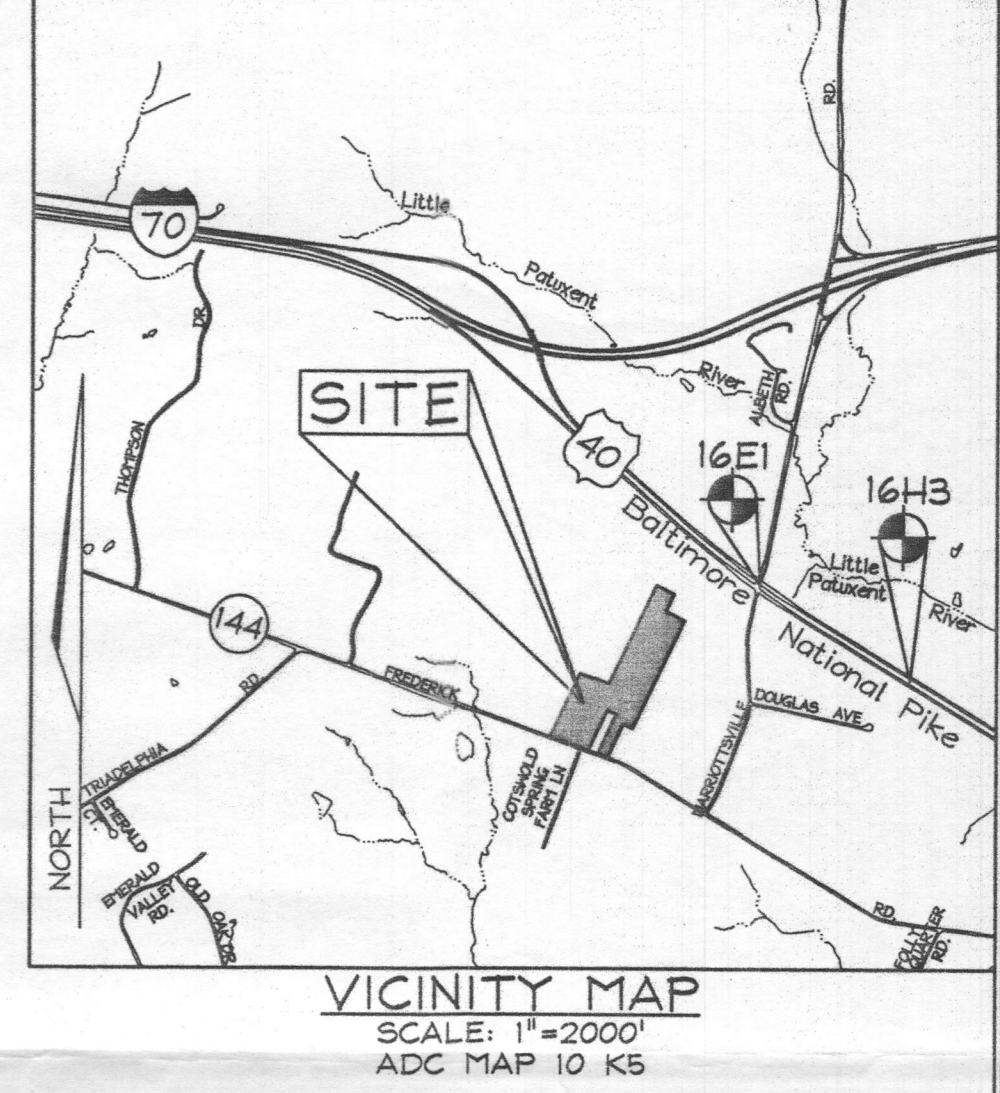 RD.
Little
70
Patuxent
DR
River
ALBETH
RD.
SITE
THOMPSON
40
16E1
16H3
Baltimore
Little
Patuxent
River
144
National Pike
FREDERICK
RD
DOUGLAS AVE
TRIADELPHIA
MARRIOTTSVILLE
COTSWOLD
SPRING
FARM LN
EMERALD
CT.
NORTH
EMERALD
VALLEY
RD.
OLD OAK DR
RD.
FOLLY
QUARTER
RD.
VICINITY MAP
SCALE: 1"=2000'
ADC MAP 10 K5